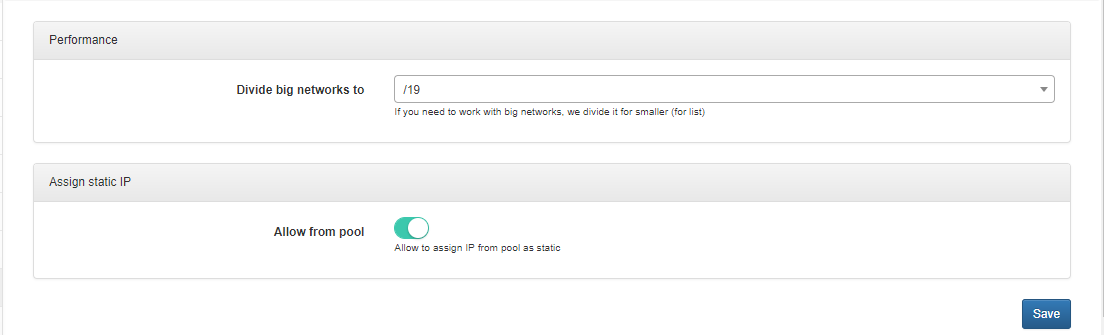 Performance
Divide big networks to
/19
If you need to work with big networks, we divide it for smaller (for list)
Assign static IP
Allow from pool
Allow to assign IP from pool as static
Save